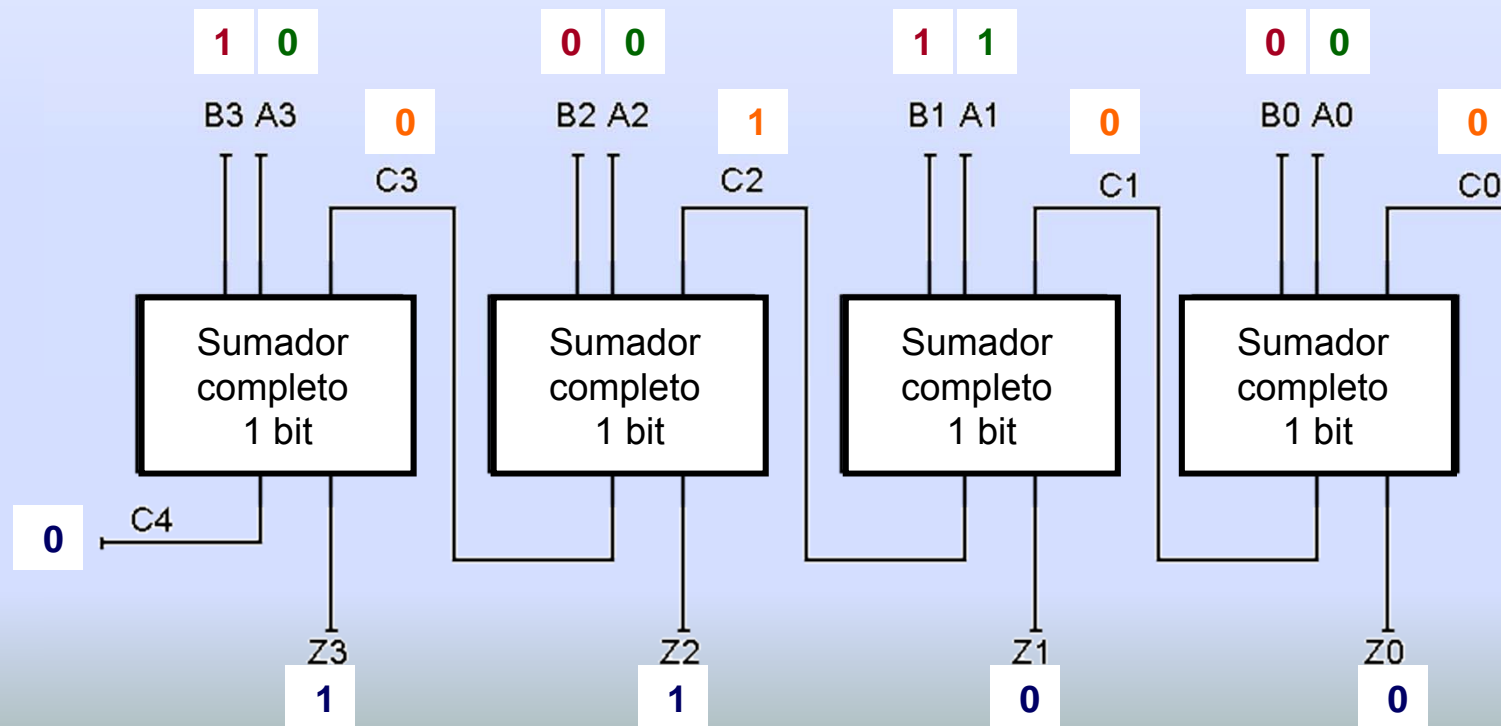 1 0 0 0 1 1 0 0
B3 A3 0 B2 A2 1 B1 A1 0 B0 A0 0
C3 C2 C1 C0
Sumador Sumador Sumador Sumador
completo completo completo completo
1 bit 1 bit 1 bit 1 bit
0 C4
Z3 Z2 Z1 Z0
1 1 0 0